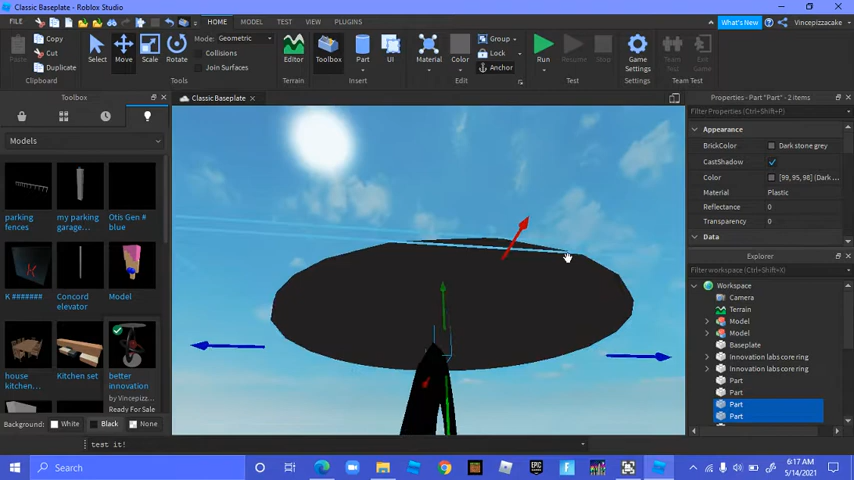 Classic Baseplate - Roblox Studio
FILE
HOME MODEL TEST VIEW PLUGINS
What's New
Vincepizzacake
Paste Copy
Cut
Duplicate
Clipboard
Select Move Scale Rotate
Mode: Geometric
Collisions
Join Surfaces
Tools
Editor
Terrain
Toolbox Part UI
Insert
Material Color
Group
Lock
Anchor
Edit
Run Resume Stop
Test
Game Settings
Settings
Team Test Exit Game
Team Test
Toolbox
Models
parking fences
my parking garage...
Otis Gen # blue
K #######
Concord elevator
Model
house kitchen...
Kitchen set
better innovation
by Vincepizz...
Ready For Sale
Background: White Black None
Classic Baseplate
Properties - Part "Part" - 2 items
Filter Properties (Ctrl+Shift+P)
Appearance
BrickColor Dark stone grey
CastShadow
Color [99, 95, 98] (Dark ...
Material Plastic
Reflectance 0
Transparency 0
Data
Explorer
Filter workspace (Ctrl+Shift+X)
Workspace
Camera
Terrain
Model
Model
Baseplate
Innovation labs core ring
Innovation labs core ring
Part
Part
Part
Part
test it!
Search
EPIC GAMES
6:17 AM
5/14/2021